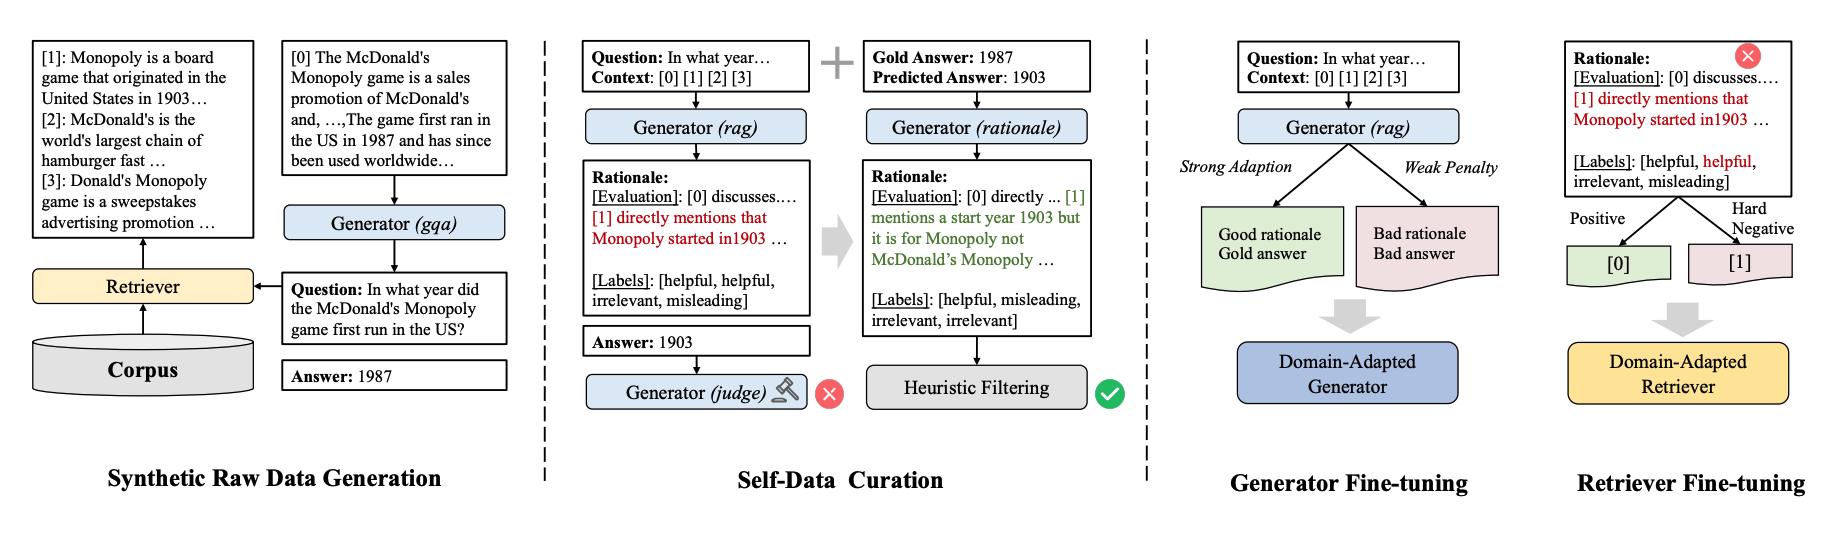 [1]: Monopoly is a board
game that originated in the
United States in 1903…
[2]: McDonald's is the
world's largest chain of
hamburger fast …
[3]: Donald's Monopoly
game is a sweepstakes
advertising promotion …
Retriever
Corpus
[0] The McDonald's
Monopoly game is a sales
promotion of McDonald's
and, …,The game first ran in
the US in 1987 and has since
been used worldwide…
Generator (gqa)
Question: In what year did
the McDonald's Monopoly
game first run in the US?
Answer: 1987
Synthetic Raw Data Generation
Question: In what year…
Context: [0] [1] [2] [3]
Generator (rag)
Rationale:
[Evaluation]: [0] discusses….
[1] directly mentions that
Monopoly started in1903 …
[Labels]: [helpful, helpful,
irrelevant, misleading]
Answer: 1903
Generator (judge)
Gold Answer: 1987
Predicted Answer: 1903
Generator (rationale)
Rationale:
[Evaluation]: [0] directly ... [1]
mentions a start year 1903 but
it is for Monopoly not
McDonald's Monopoly …
[Labels]: [helpful, misleading,
irrelevant, irrelevant]
Heuristic Filtering
Self-Data Curation
Question: In what year…
Context: [0] [1] [2] [3]
Generator (rag)
Strong Adaption
Weak Penalty
Good rationale
Gold answer
Bad rationale
Bad answer
Domain-Adapted
Generator
Generator Fine-tuning
Rationale:
[Evaluation]: [0] discusses….
[1] directly mentions that
Monopoly started in1903 …
[Labels]: [helpful, helpful,
irrelevant, misleading]
Positive
Hard
Negative
[0]
[1]
Domain-Adapted
Retriever
Retriever Fine-tuning